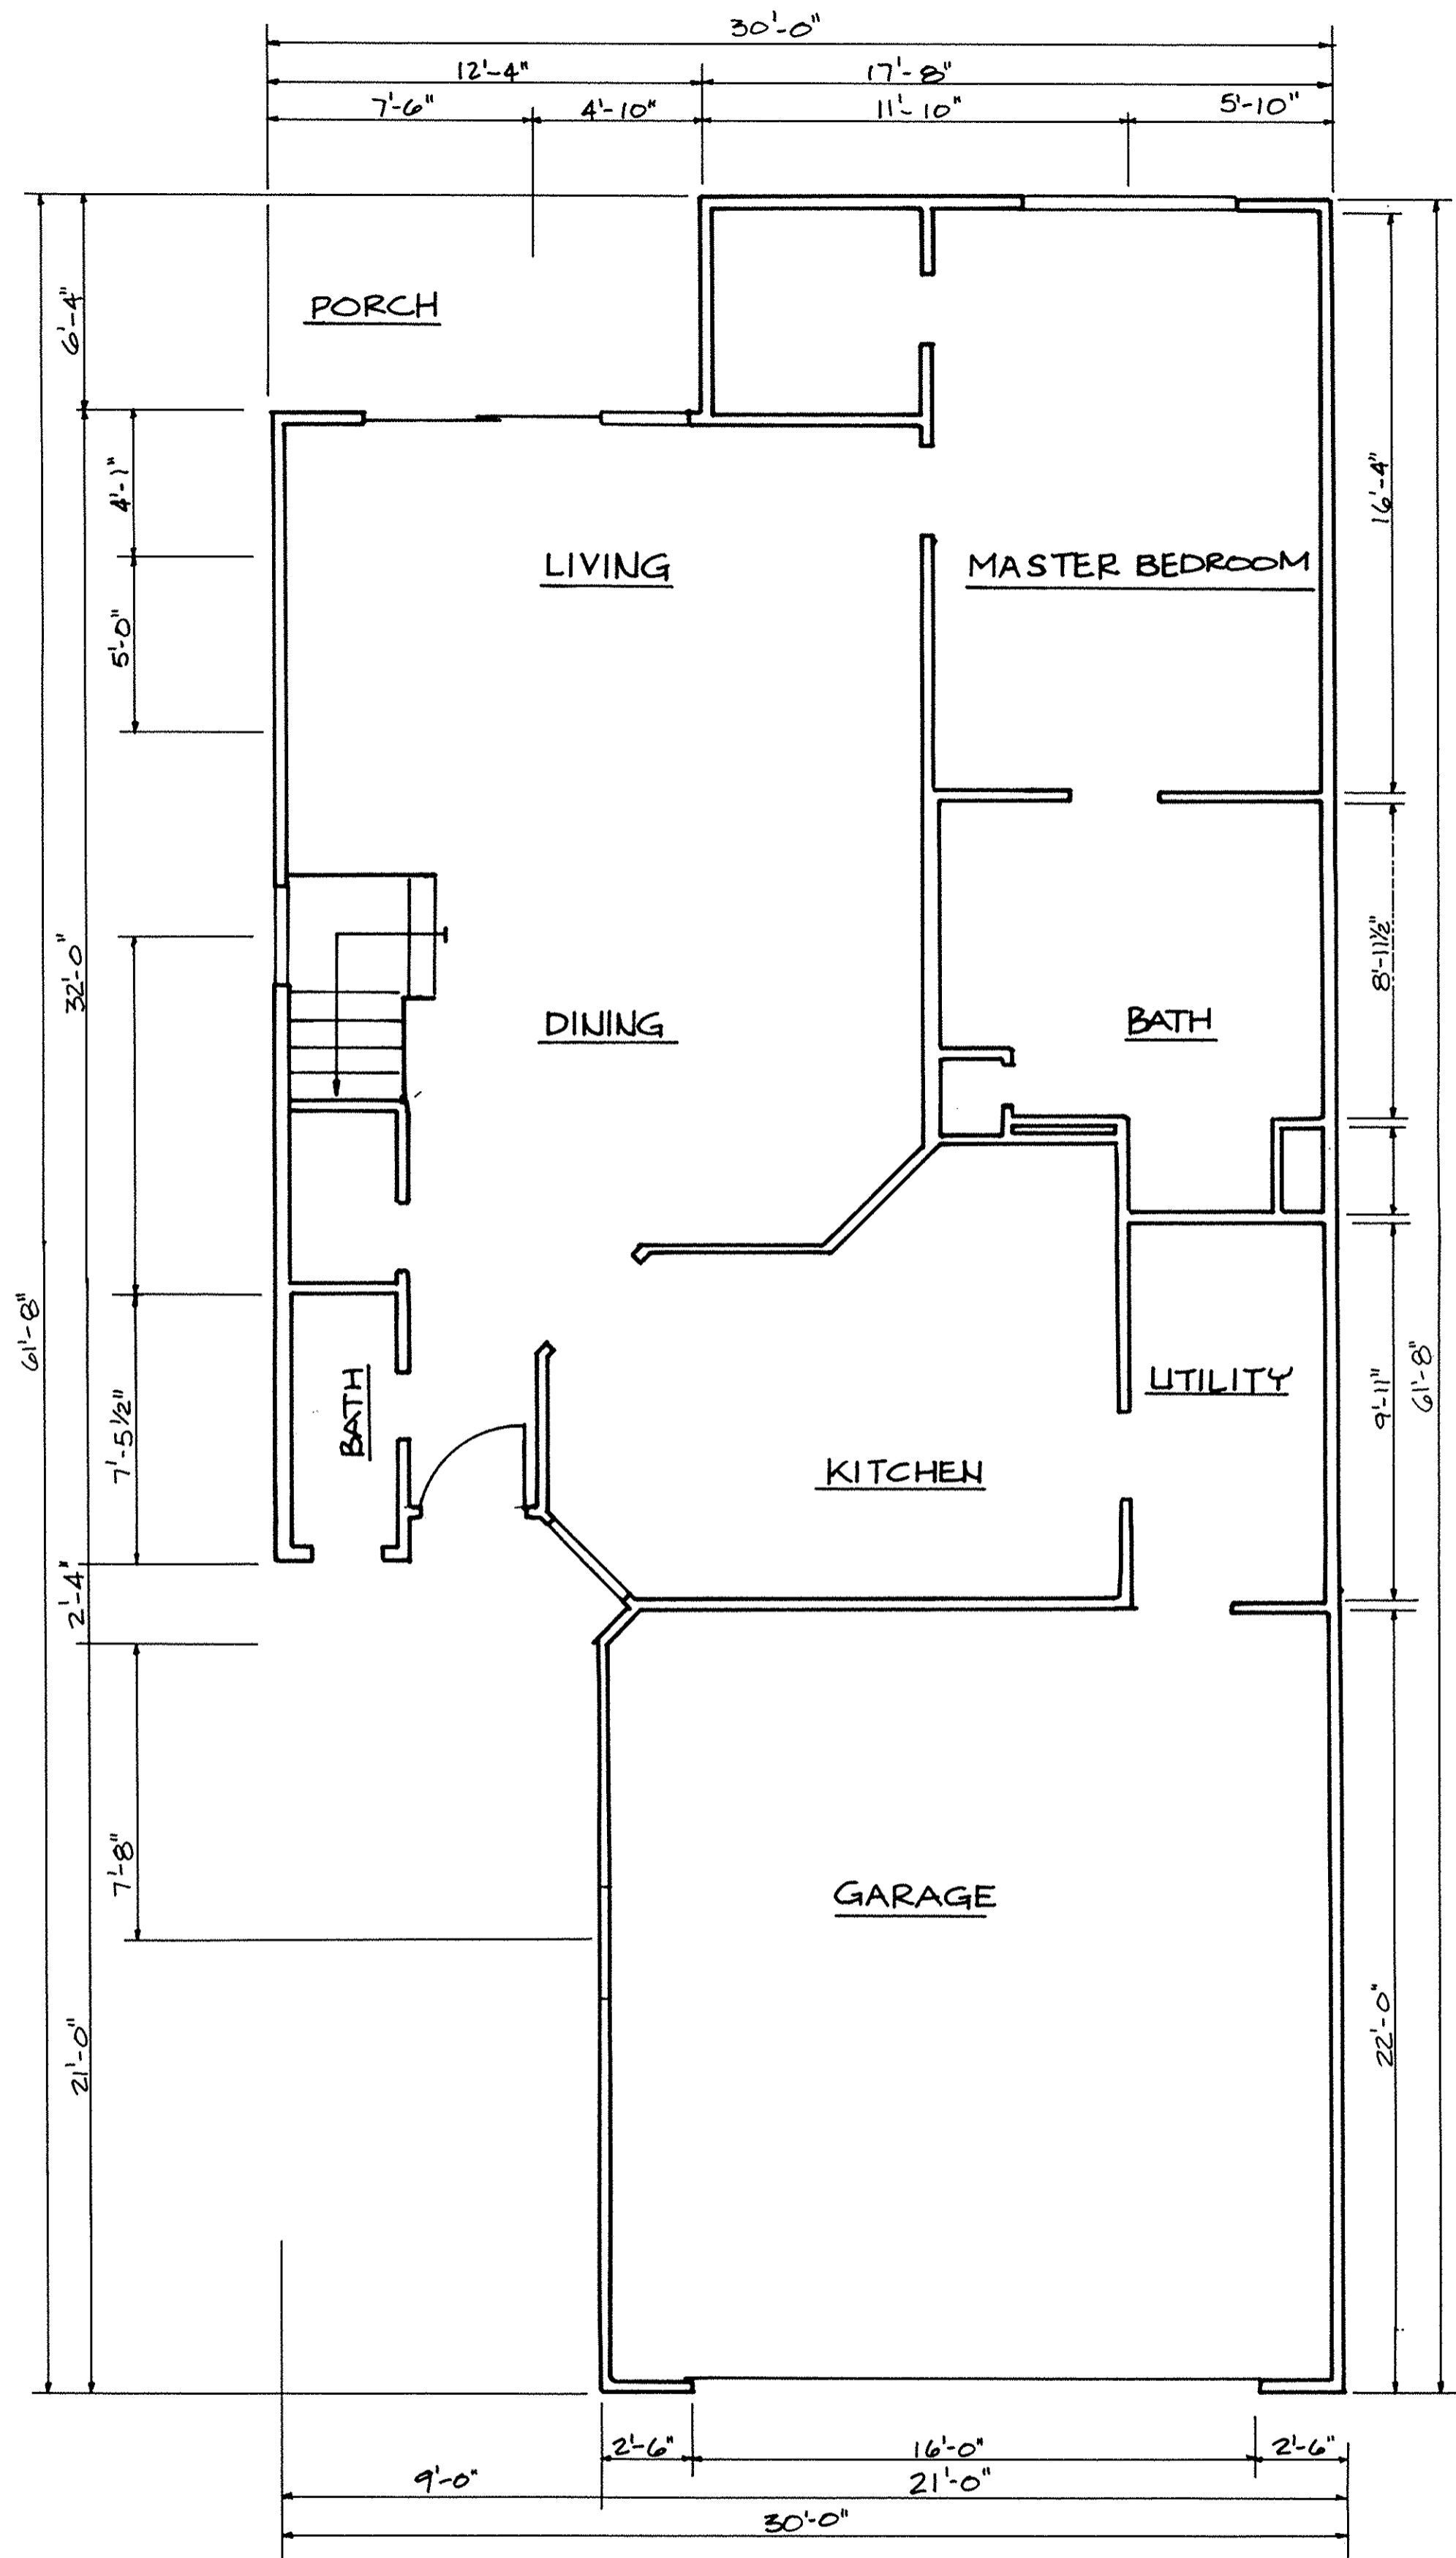 30'-0"
12'-4" 17'-8"
7'-6" 4'-10" 11'-10" 5'-10"
PORCH
6'-4"
4'-1"
16'-4"
LIVING
MASTER BEDROOM
5'-0"
32'-0"
8'-11½"
DINING
BATH
61'-8"
61'-8"
BATH
UTILITY
9'-11"
7'-5½"
KITCHEN
2'-4"
7'-8"
GARAGE
21'-0"
22'-0"
2'-6" 16'-0" 2'-6"
9'-0" 21'-0"
30'-0"